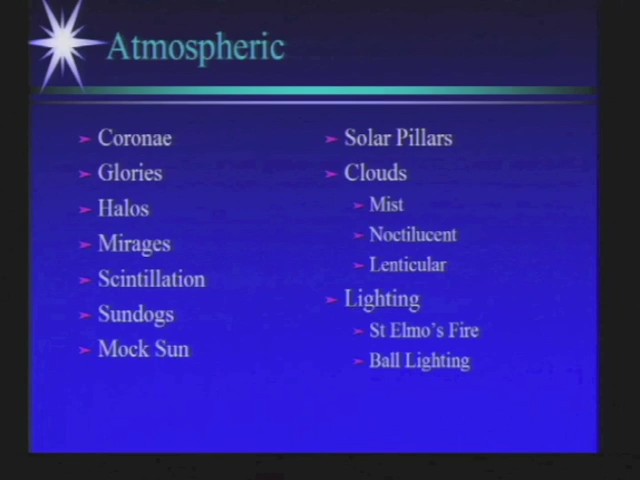 Atmospheric
Coronae
Glories
Halos
Mirages
Scintillation
Sundogs
Mock Sun
Solar Pillars
Clouds
Mist
Noctilucent
Lenticular
Lighting
St Elmo's Fire
Ball Lighting